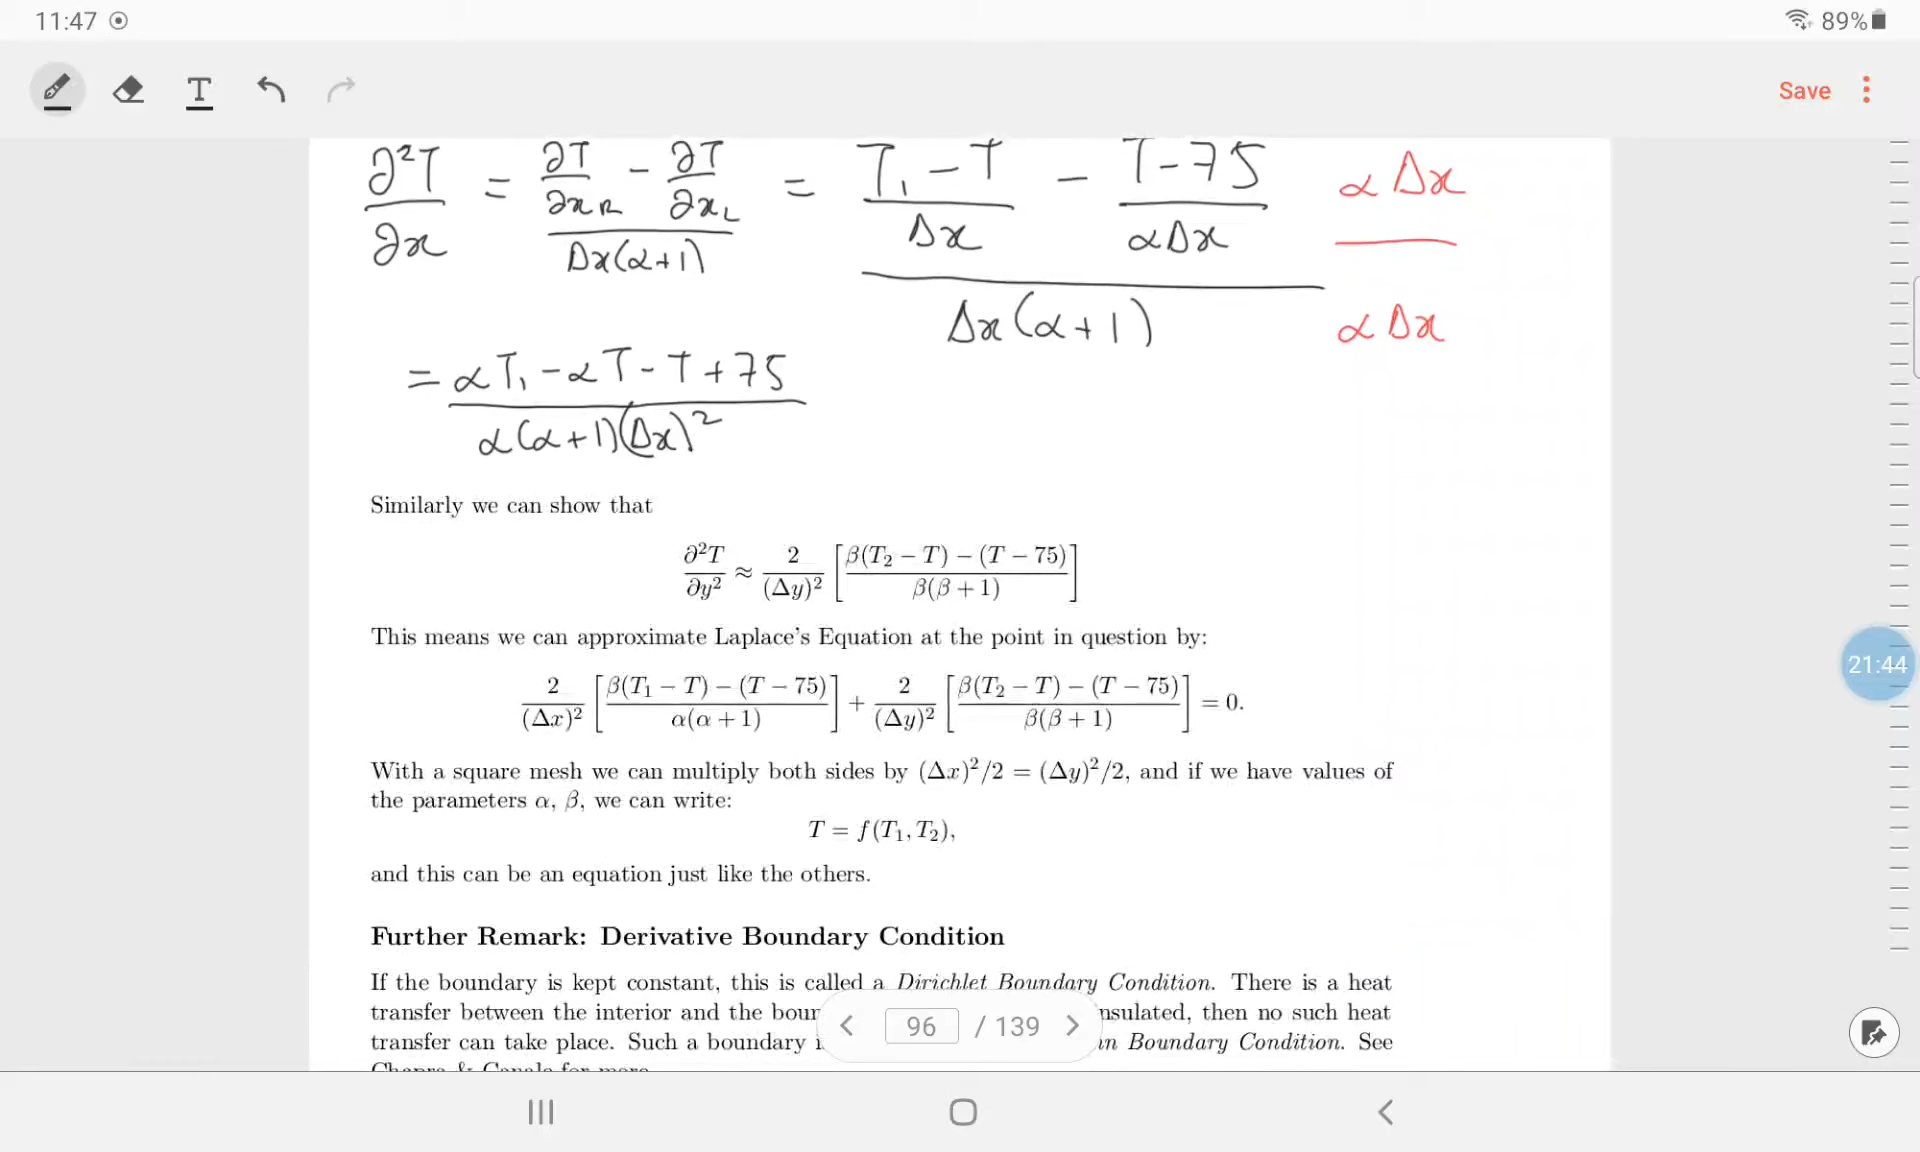 11:47
89%
T
Save
∂²T/∂x = (∂T/∂x_R − ∂T/∂x_L)/(Δx(α+1)) = ((T₁−T)/Δx − (T−75)/(αΔx))/(Δx(α+1)) αΔx/αΔx
= (αT₁ − αT − T + 75)/(α(α+1)(Δx)²)
Similarly we can show that
∂²T/∂y² ≈ 2/(Δy)² [(β(T₂ − T) − (T − 75))/(β(β + 1))]
This means we can approximate Laplace's Equation at the point in question by:
2/(Δx)² [(β(T₁ − T) − (T − 75))/(α(α + 1))] + 2/(Δy)² [(β(T₂ − T) − (T − 75))/(β(β + 1))] = 0.
With a square mesh we can multiply both sides by (Δx)²/2 = (Δy)²/2, and if we have values of
the parameters α, β, we can write:
T = f(T₁, T₂),
and this can be an equation just like the others.
Further Remark: Derivative Boundary Condition
If the boundary is kept constant, this is called a Dirichlet Boundary Condition. There is a heat
transfer between the interior and the nsulated, then no such heat
transfer can take place. Such a boundary Boundary Condition. See
for more
96 / 139
21:44